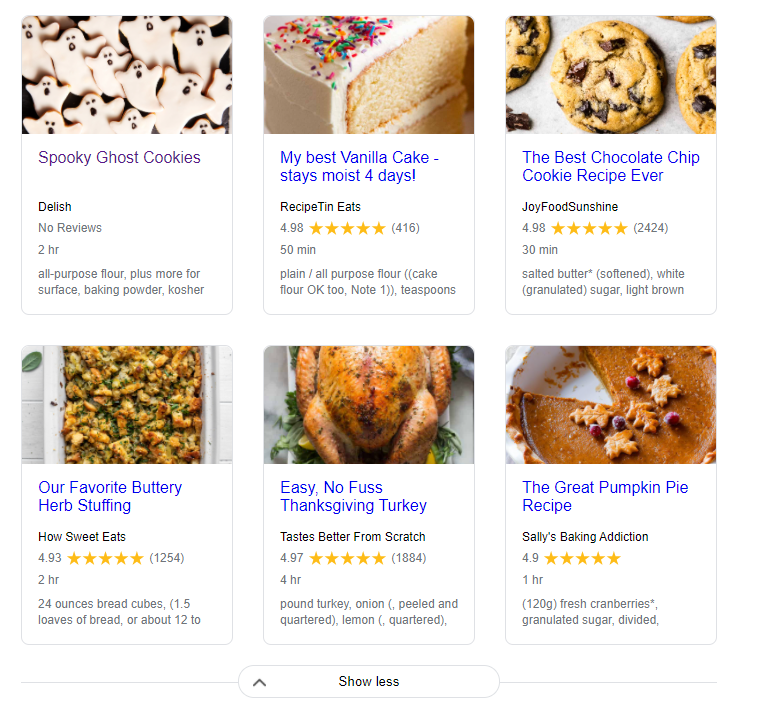 Spooky Ghost Cookies
Delish
No Reviews
2 hr
all-purpose flour, plus more for
surface, baking powder, kosher
My best Vanilla Cake -
stays moist 4 days!
RecipeTin Eats
4.98 ★★★★★ (416)
50 min
plain / all purpose flour ((cake
flour OK too, Note 1)), teaspoons
The Best Chocolate Chip
Cookie Recipe Ever
JoyFoodSunshine
4.98 ★★★★★ (2424)
30 min
salted butter* (softened), white
(granulated) sugar, light brown
Our Favorite Buttery
Herb Stuffing
How Sweet Eats
4.93 ★★★★★ (1254)
2 hr
24 ounces bread cubes, (1.5
loaves of bread, or about 12 to
Easy, No Fuss
Thanksgiving Turkey
Tastes Better From Scratch
4.97 ★★★★★ (1884)
4 hr
pound turkey, onion (, peeled and
quartered), lemon (, quartered),
The Great Pumpkin Pie
Recipe
Sally's Baking Addiction
4.9 ★★★★★
1 hr
(120g) fresh cranberries*,
granulated sugar, divided,
Show less